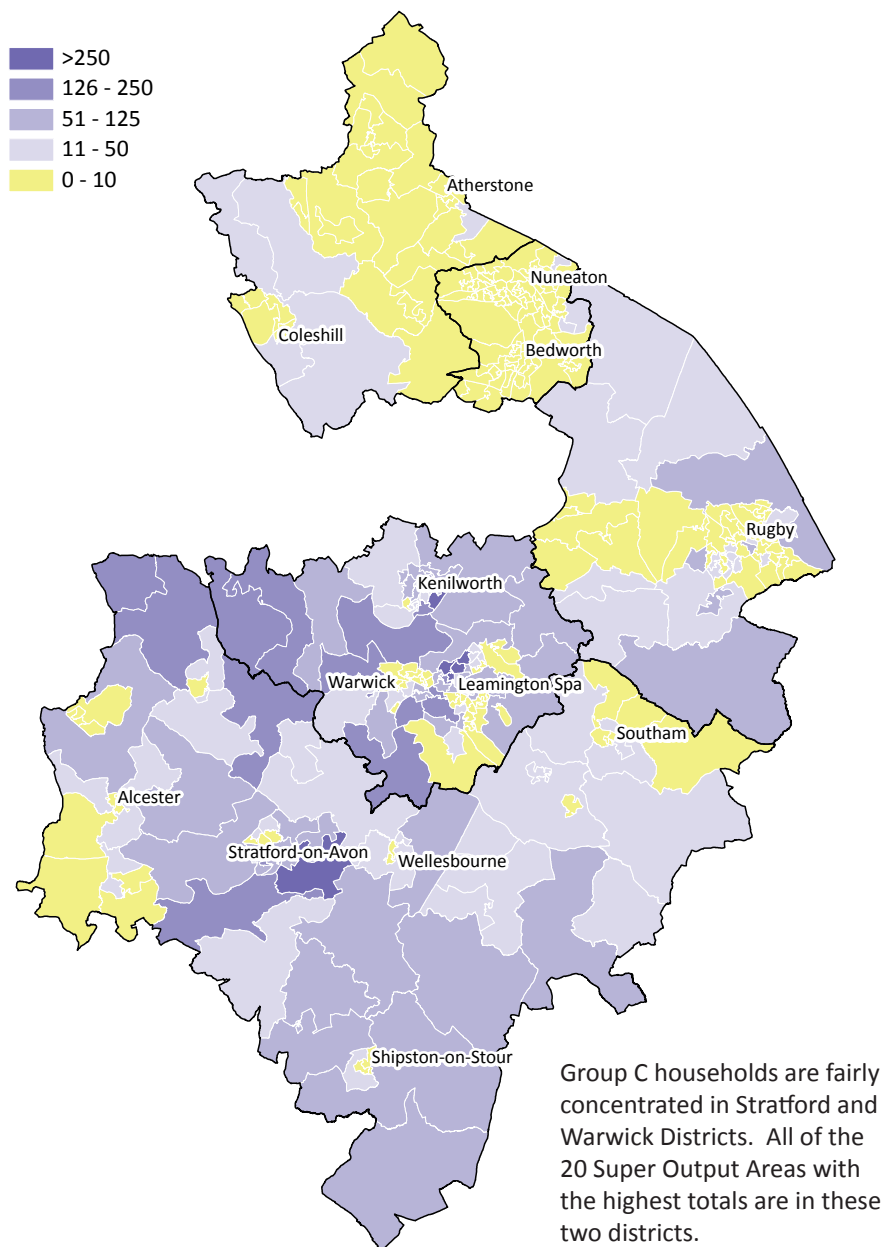 >250
126 - 250
51 - 125
11 - 50
0 - 10
Atherstone
Nuneaton
Coleshill
Bedworth
Rugby
Kenilworth
Warwick
Leamington Spa
Southam
Alcester
Stratford-on-Avon
Wellesbourne
Shipston-on-Stour
Group C households are fairly
concentrated in Stratford and
Warwick Districts.  All of the
20 Super Output Areas with
the highest totals are in these
two districts.